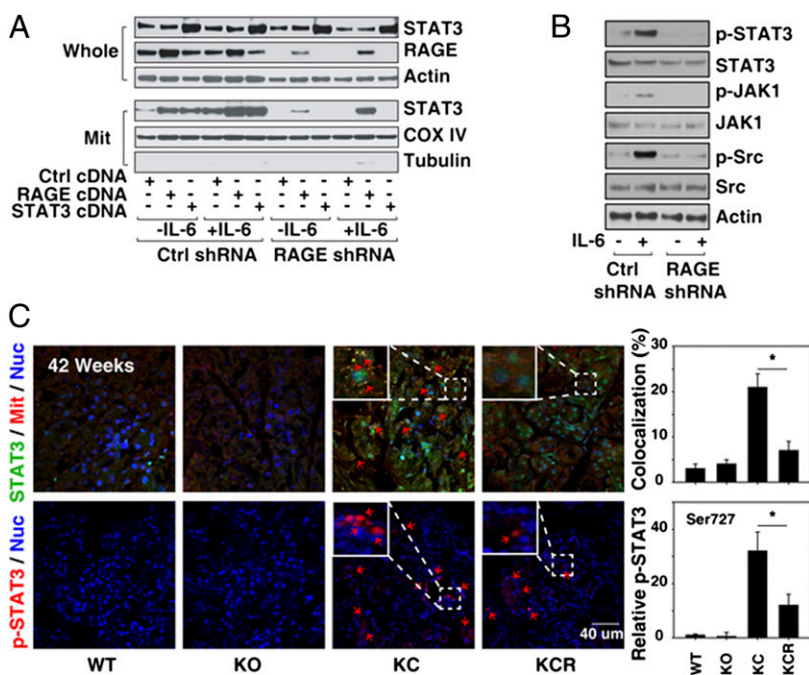 A
Whole
STAT3
RAGE
Actin
Mit
STAT3
COX IV
Tubulin
Ctrl cDNA + - - + - - + - - + - -
RAGE cDNA - + - - + - - + - - + -
STAT3 cDNA - - + - - + - - + - - +
-IL-6 +IL-6 -IL-6 +IL-6
Ctrl shRNA RAGE shRNA
B
p-STAT3
STAT3
p-JAK1
JAK1
p-Src
Src
Actin
IL-6 - + - +
Ctrl shRNA
RAGE shRNA
C
STAT3 / Mit / Nuc
42 Weeks
Colocalization (%)
30
20
10
0
*
p-STAT3 / Nuc
40 um
Relative p-STAT3
Ser727
40
20
0
*
WT KO KC KCR
WT KO KC KCR